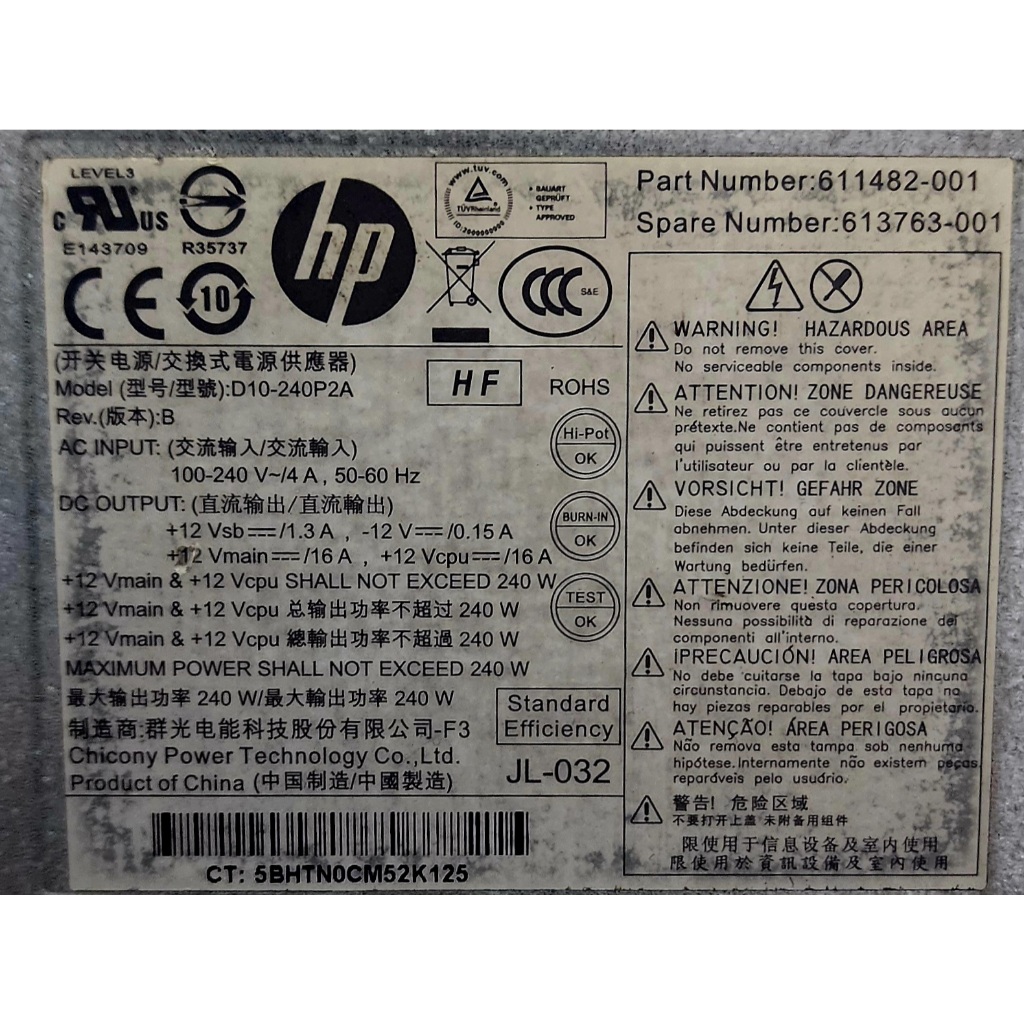 LEVEL3
c RU US
E143709
R35737
CE
10
hp
www.tuv.com
TÜVRheinland
BAUART
GEPRÜFT
TYPE
APPROVED
CCC S&E
Part Number:611482-001
Spare Number:613763-001
(开关电源/交換式電源供應器)
Model (型号/型號):D10-240P2A
Rev.(版本):B
HF
ROHS
AC INPUT: (交流输入/交流輸入)
100-240 V~/4 A , 50-60 Hz
DC OUTPUT: (直流输出/直流輸出)
+12 Vsb⎓/1.3 A , -12 V⎓/0.15 A
+12 Vmain⎓/16 A , +12 Vcpu⎓/16 A
+12 Vmain & +12 Vcpu SHALL NOT EXCEED 240 W
+12 Vmain & +12 Vcpu 总输出功率不超过 240 W
+12 Vmain & +12 Vcpu 總輸出功率不超過 240 W
MAXIMUM POWER SHALL NOT EXCEED 240 W
最大输出功率 240 W/最大輸出功率 240 W
制造商:群光电能科技股份有限公司-F3
Chicony Power Technology Co.,Ltd.
Product of China (中国制造/中國製造)
Hi-Pot
OK
BURN-IN
OK
TEST
OK
Standard
Efficiency
JL-032
CT: 5BHTN0CM52K125
WARNING! HAZARDOUS AREA
Do not remove this cover.
No serviceable components inside.
ATTENTION! ZONE DANGEREUSE
Ne retirez pas ce couvercle sous aucun
prétexte.Ne contient pas de composants
qui puissent être entretenus par
l'utilisateur ou par la clientèle.
VORSICHT! GEFAHR ZONE
Diese Abdeckung auf keinen Fall
abnehmen. Unter dieser Abdeckung
befinden sich keine Teile, die einer
Wartung bedürfen.
ATTENZIONE! ZONA PERICOLOSA
Non rimuovere questa copertura.
Nessuna possibilità di reparazione dei
componenti all'interno.
¡PRECAUCIÓN! AREA PELIGROSA
No debe cuitarse la tapa bajo nincuna
circunstancia. Debajo de esta tapa no
hay piezas reparables por el propietario.
ATENÇÃO! ÁREA PERIGOSA
Não remova esta tampa sob nenhuma
hipótese.Internamente não existem peças
reparáveis pelo usuário.
警告! 危险区域
不要打开上盖 未附备用组件
限使用于信息设备及室内使用
限使用於資訊設備及室內使用